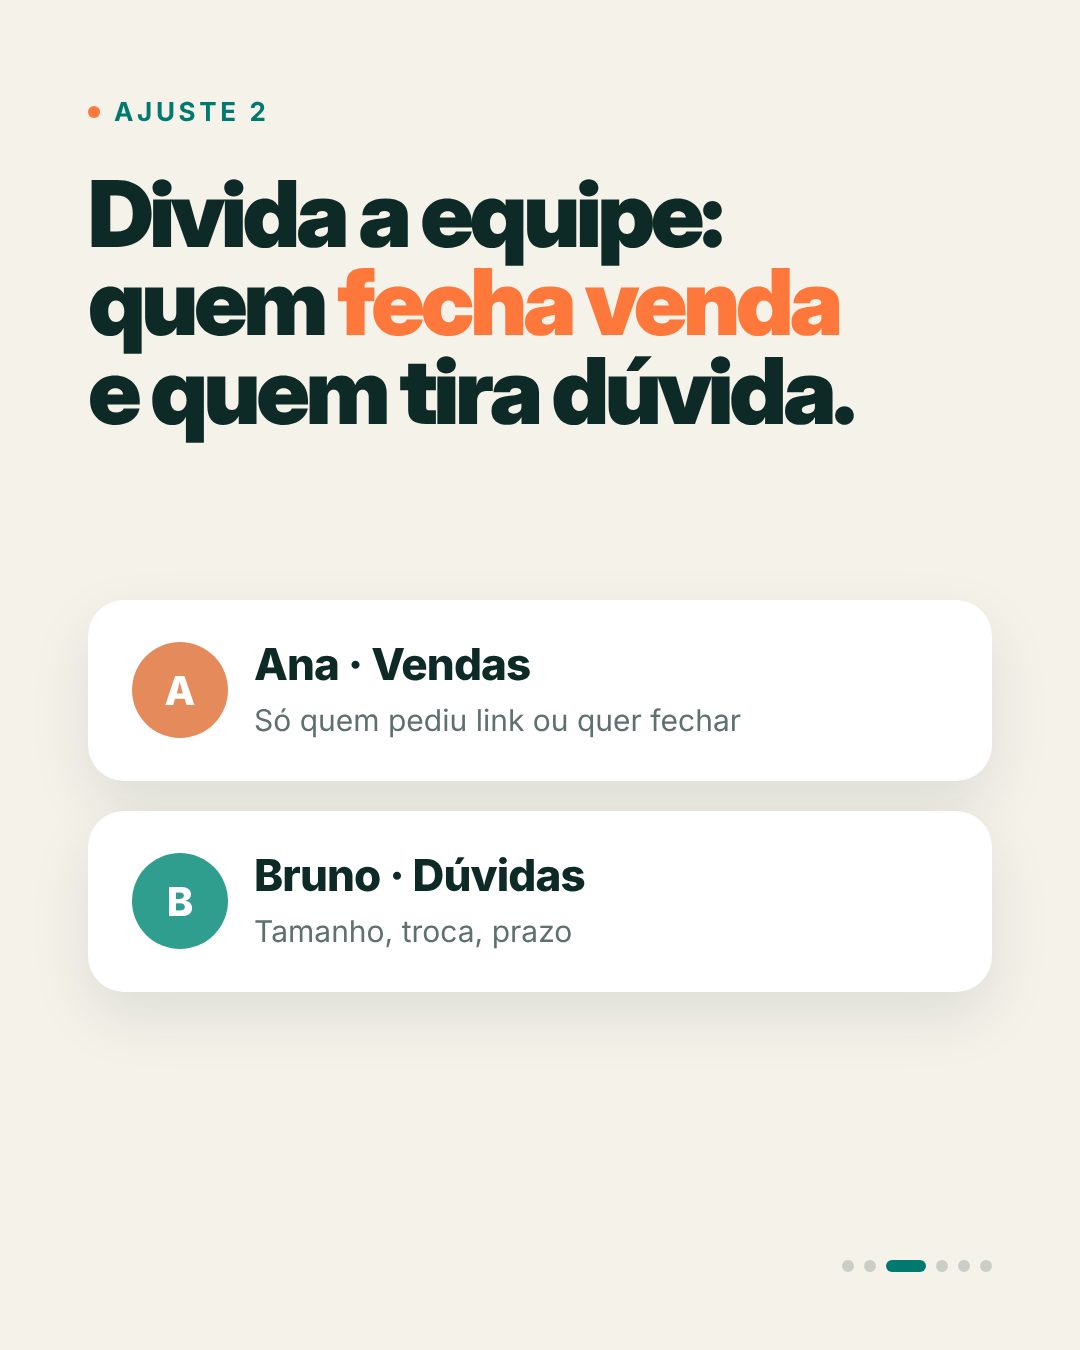 AJUSTE 2
Divida a equipe:
quem fecha venda
e quem tira dúvida.
A
Ana · Vendas
Só quem pediu link ou quer fechar
B
Bruno · Dúvidas
Tamanho, troca, prazo